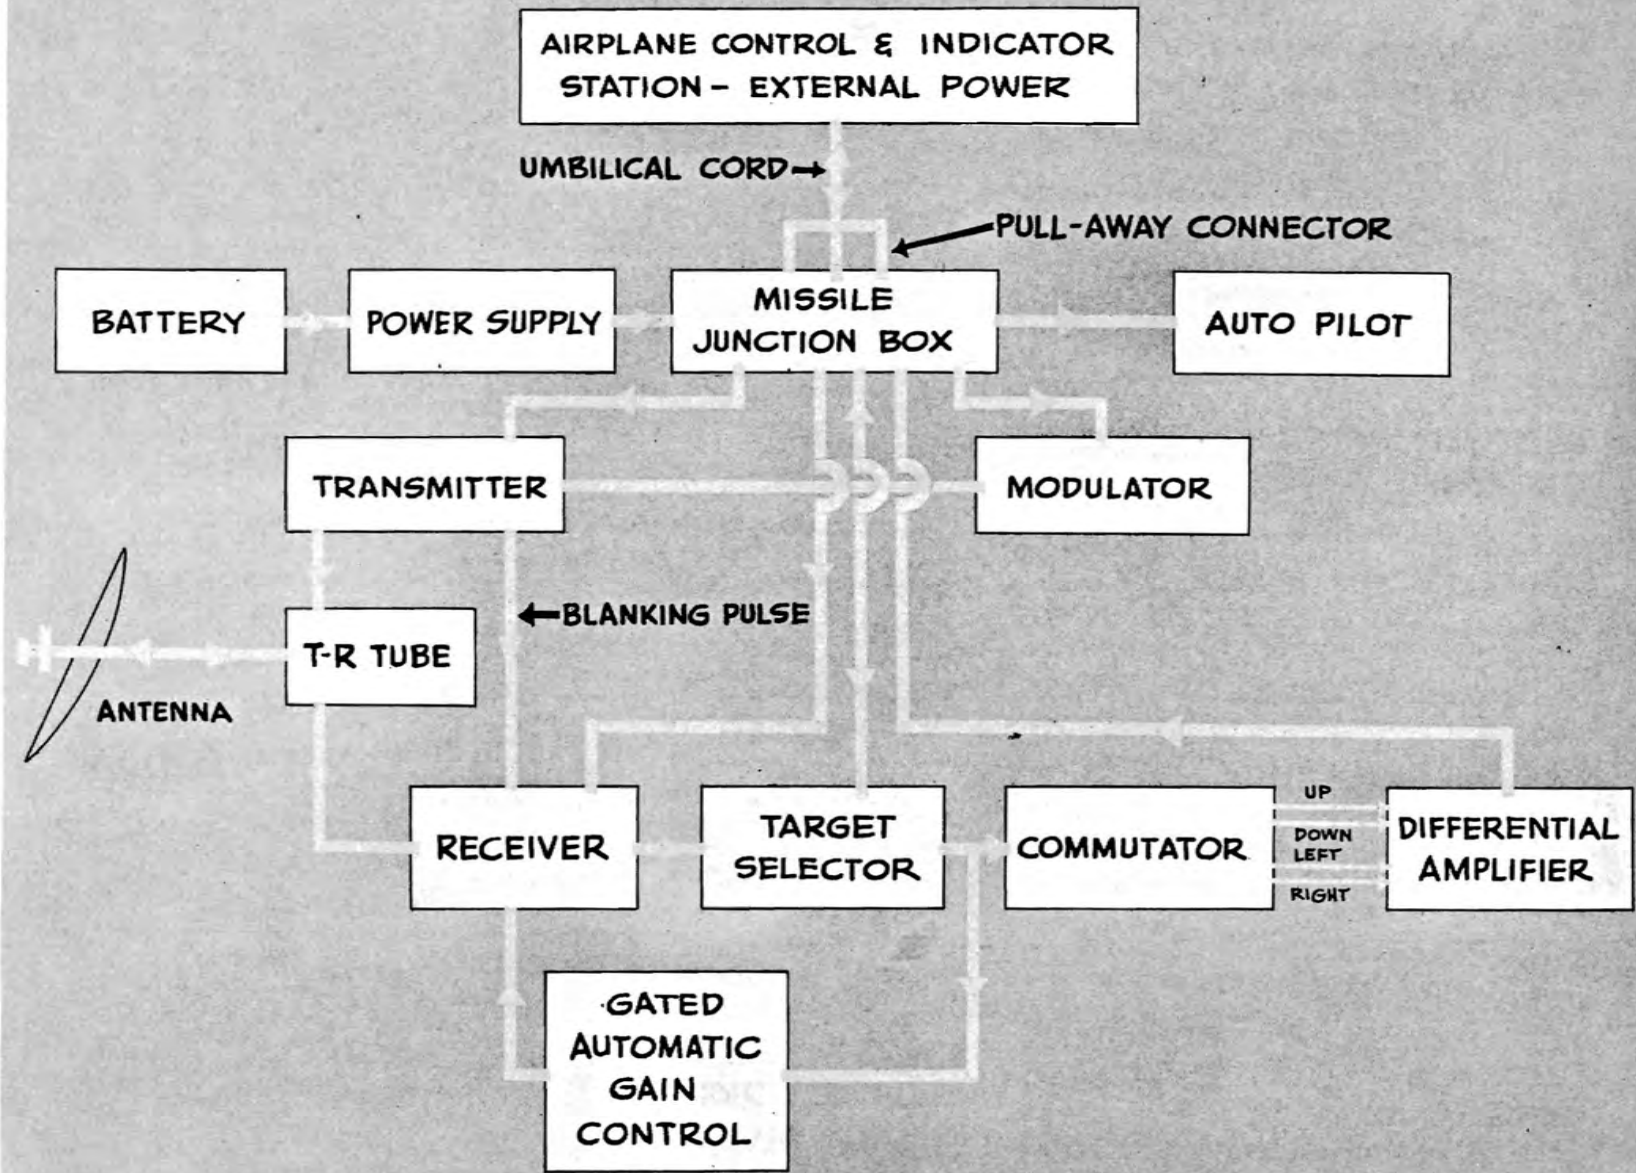 AIRPLANE CONTROL & INDICATOR
STATION - EXTERNAL POWER
UMBILICAL CORD
PULL-AWAY CONNECTOR
BATTERY
POWER SUPPLY
MISSILE
JUNCTION BOX
AUTO PILOT
TRANSMITTER
MODULATOR
BLANKING PULSE
T-R TUBE
ANTENNA
RECEIVER
TARGET
SELECTOR
COMMUTATOR
UP
DOWN
LEFT
RIGHT
DIFFERENTIAL
AMPLIFIER
GATED
AUTOMATIC
GAIN
CONTROL